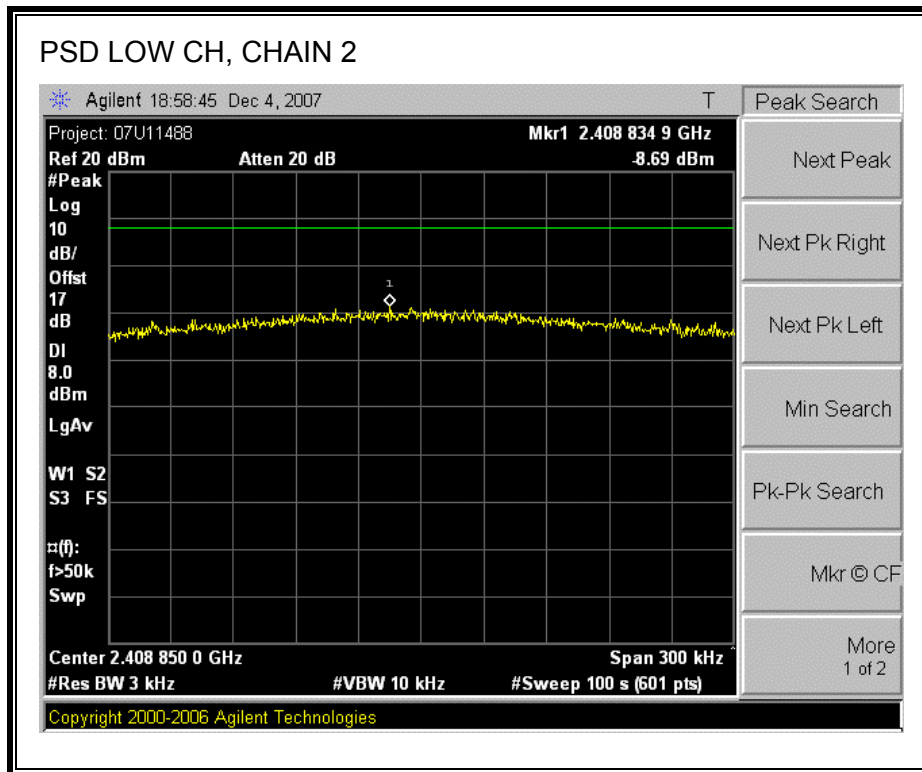 PSD LOW CH, CHAIN 2
Agilent 18:58:45 Dec 4, 2007 T
Project: 07U11488 Mkr1 2.408 834 9 GHz
Ref 20 dBm Atten 20 dB -8.69 dBm
#Peak
Log
10
dB/
Offst
17
dB
DI
8.0
dBm
LgAv
W1 S2
S3 FS
¤(f):
f>50k
Swp
1
Center 2.408 850 0 GHz Span 300 kHz ^
#Res BW 3 kHz #VBW 10 kHz #Sweep 100 s (601 pts)
Copyright 2000-2006 Agilent Technologies
Peak Search
Next Peak
Next Pk Right
Next Pk Left
Min Search
Pk-Pk Search
Mkr © CF
More
1 of 2